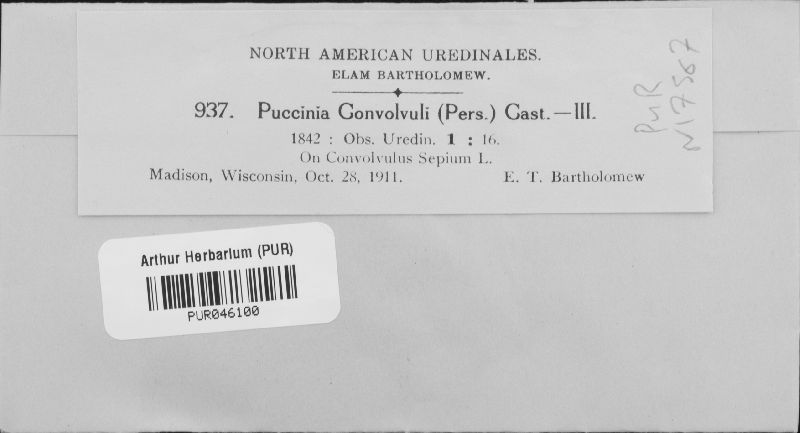 NORTH AMERICAN UREDINALES.
ELAM BARTHOLOMEW.
937. Puccinia Convolvuli (Pers.) Cast.—III.
1842 : Obs. Uredin. 1 : 16.
On Convolvulus Sepium L.
Madison, Wisconsin, Oct. 28, 1911. E. T. Bartholomew
PUR
N17567
Arthur Herbarium (PUR)
PUR046100